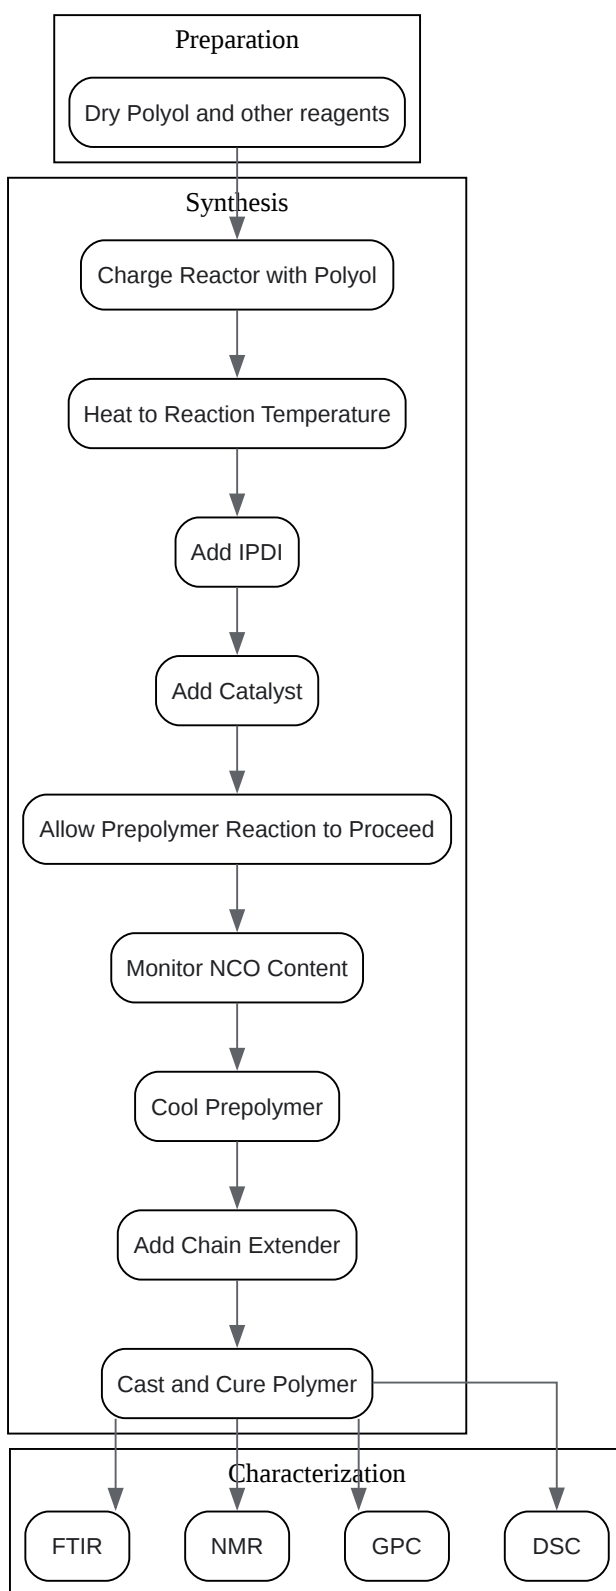 Preparation
Dry Polyol and other reagents
Synthesis
Charge Reactor with Polyol
Heat to Reaction Temperature
Add IPDI
Add Catalyst
Allow Prepolymer Reaction to Proceed
Monitor NCO Content
Cool Prepolymer
Add Chain Extender
Cast and Cure Polymer
Characterization
FTIR
NMR
GPC
DSC